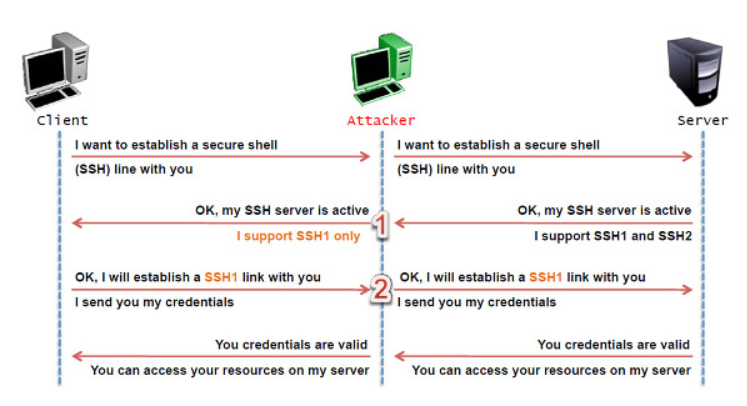 Client
Attacker
Server
I want to establish a secure shell
(SSH) line with you
I want to establish a secure shell
(SSH) line with you
OK, my SSH server is active
I support SSH1 only
1
OK, my SSH server is active
I support SSH1 and SSH2
OK, I will establish a SSH1 link with you
I send you my credentials
2
OK, I will establish a SSH1 link with you
I send you my credentials
You credentials are valid
You can access your resources on my server
You credentials are valid
You can access your resources on my server